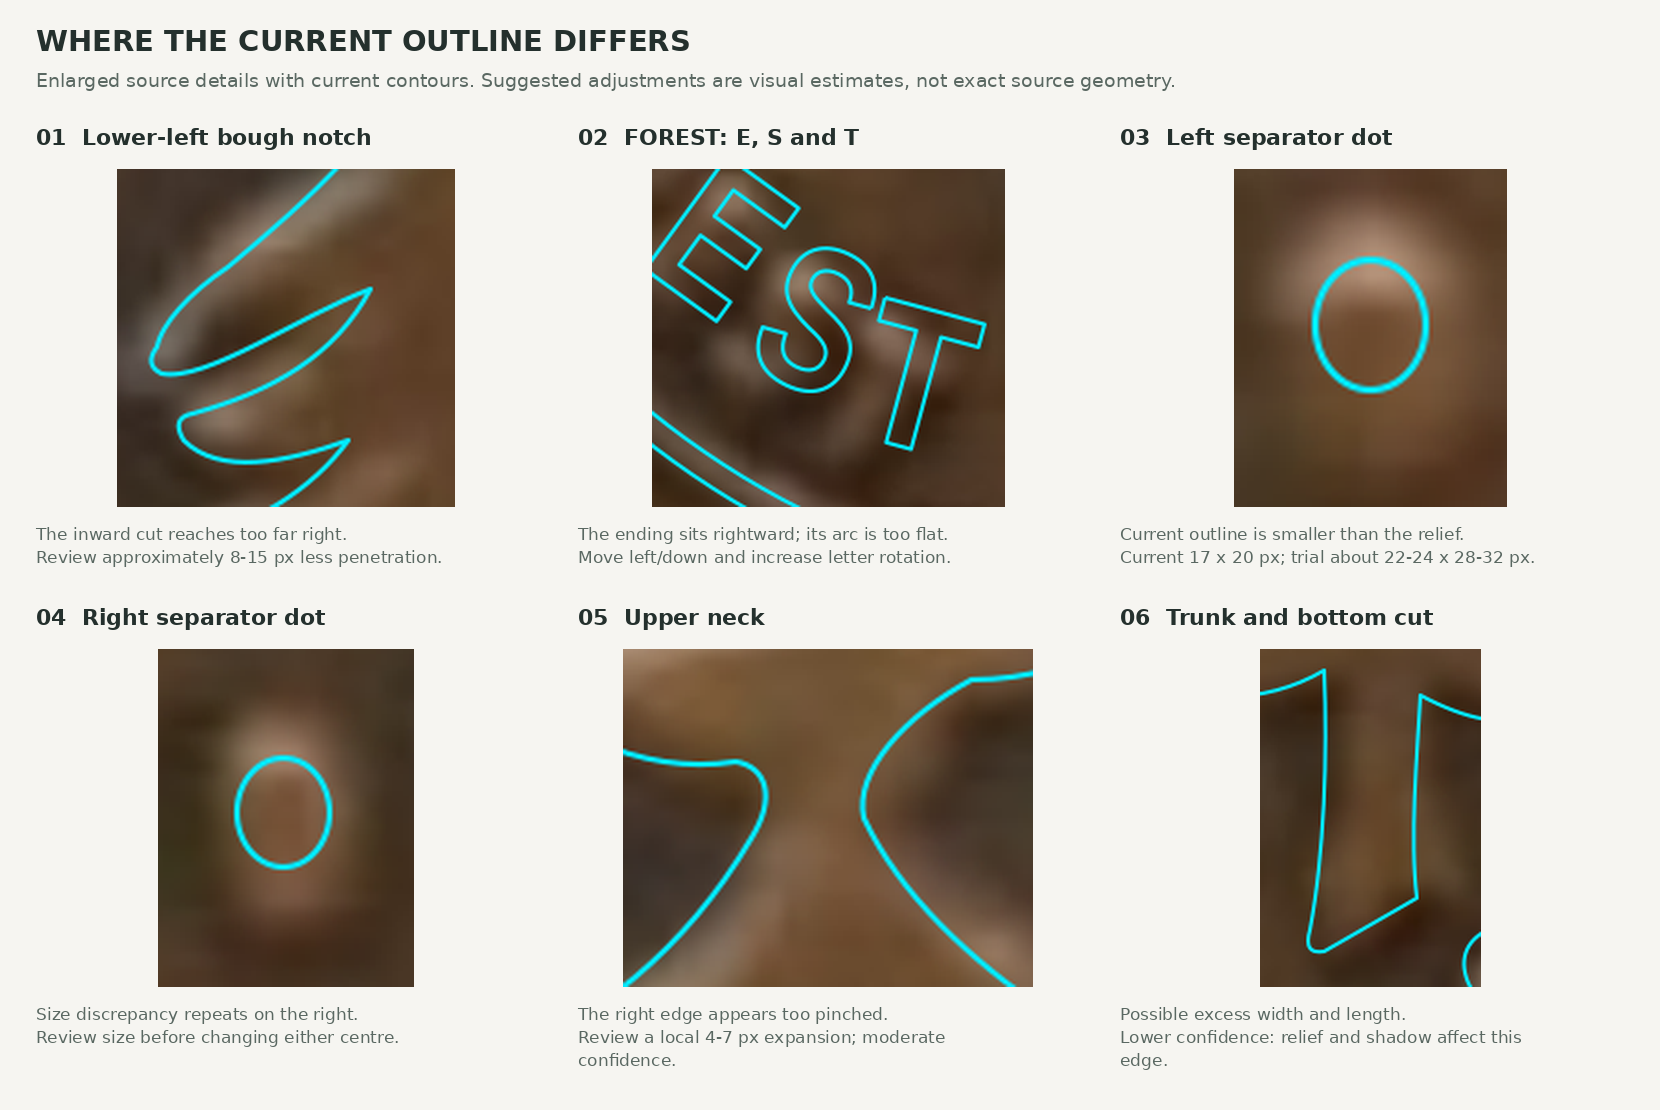 WHERE THE CURRENT OUTLINE DIFFERS
Enlarged source details with current contours. Suggested adjustments are visual estimates, not exact source geometry.
01 Lower-left bough notch
The inward cut reaches too far right.
Review approximately 8-15 px less penetration.
02 FOREST: E, S and T
EST
The ending sits rightward; its arc is too flat.
Move left/down and increase letter rotation.
03 Left separator dot
Current outline is smaller than the relief.
Current 17 x 20 px; trial about 22-24 x 28-32 px.
04 Right separator dot
Size discrepancy repeats on the right.
Review size before changing either centre.
05 Upper neck
The right edge appears too pinched.
Review a local 4-7 px expansion; moderate
confidence.
06 Trunk and bottom cut
Possible excess width and length.
Lower confidence: relief and shadow affect this
edge.